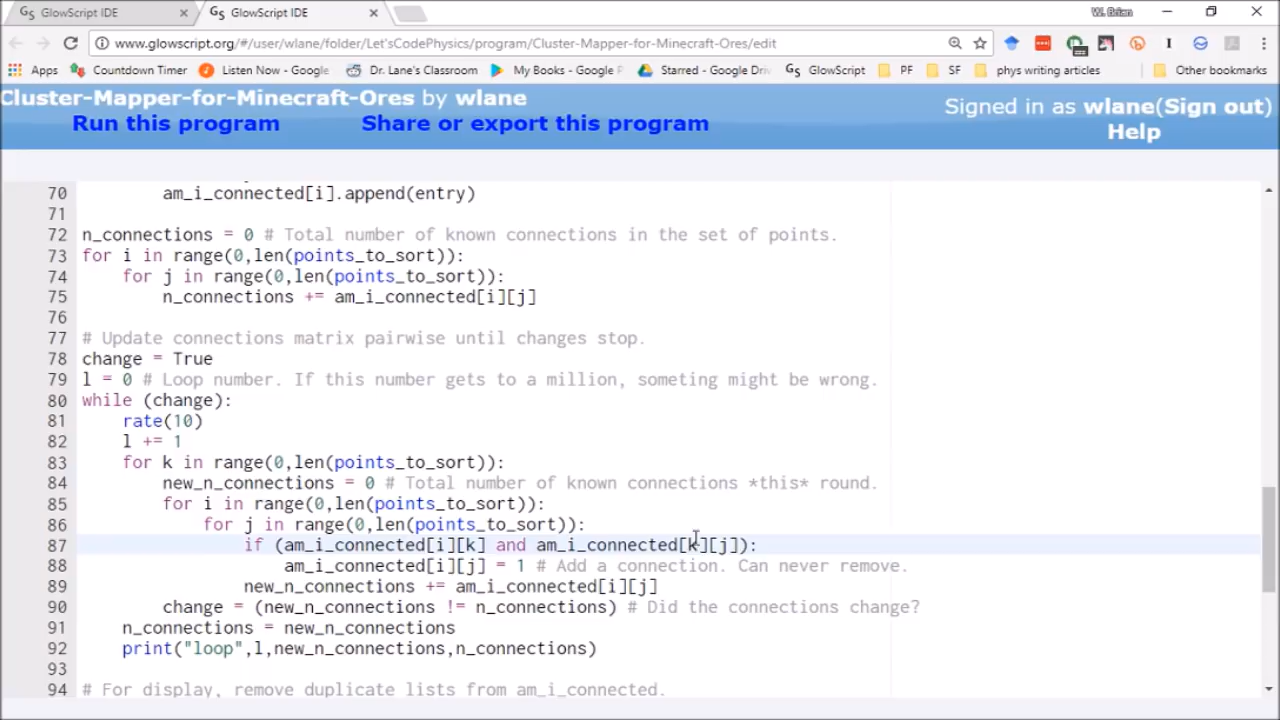 GlowScript IDE
GlowScript IDE
W. Brian
www.glowscript.org/#/user/wlane/folder/Let'sCodePhysics/program/Cluster-Mapper-for-Minecraft-Ores/edit
Apps Countdown Timer Listen Now - Google Dr. Lane's Classroom My Books - Google P Starred - Google Driv GlowScript PF SF phys writing articles Other bookmarks
Cluster-Mapper-for-Minecraft-Ores by wlane
Signed in as wlane(Sign out)
Run this program Share or export this program
Help
70 am_i_connected[i].append(entry)
71
72 n_connections = 0 # Total number of known connections in the set of points.
73 for i in range(0,len(points_to_sort)):
74 for j in range(0,len(points_to_sort)):
75 n_connections += am_i_connected[i][j]
76
77 # Update connections matrix pairwise until changes stop.
78 change = True
79 l = 0 # Loop number. If this number gets to a million, someting might be wrong.
80 while (change):
81 rate(10)
82 l += 1
83 for k in range(0,len(points_to_sort)):
84 new_n_connections = 0 # Total number of known connections *this* round.
85 for i in range(0,len(points_to_sort)):
86 for j in range(0,len(points_to_sort)):
87 if (am_i_connected[i][k] and am_i_connected[k][j]):
88 am_i_connected[i][j] = 1 # Add a connection. Can never remove.
89 new_n_connections += am_i_connected[i][j]
90 change = (new_n_connections != n_connections) # Did the connections change?
91 n_connections = new_n_connections
92 print("loop",l,new_n_connections,n_connections)
93
94 # For display, remove duplicate lists from am_i_connected.